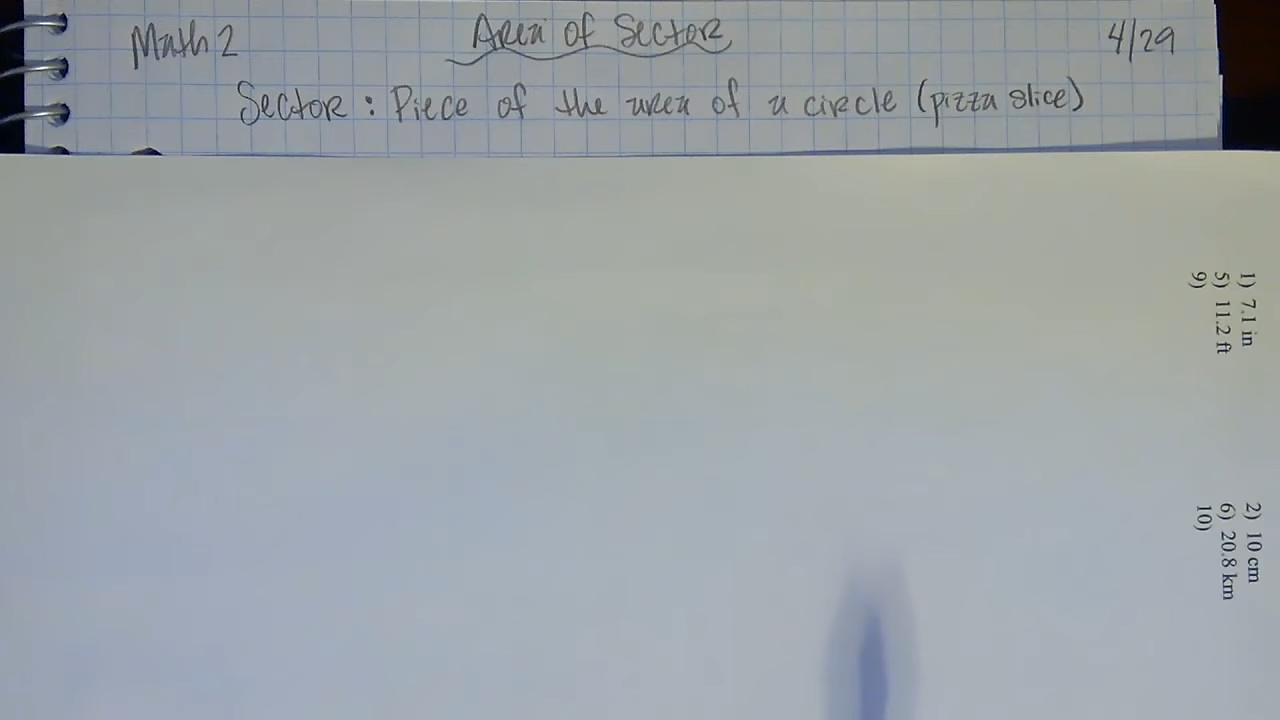 Math 2
Area of Sector
4/29
Sector: Piece of the area of a circle (pizza slice)
1) 7.1 in
2) 10 cm
5) 11.2 ft
6) 20.8 km
9)
10)